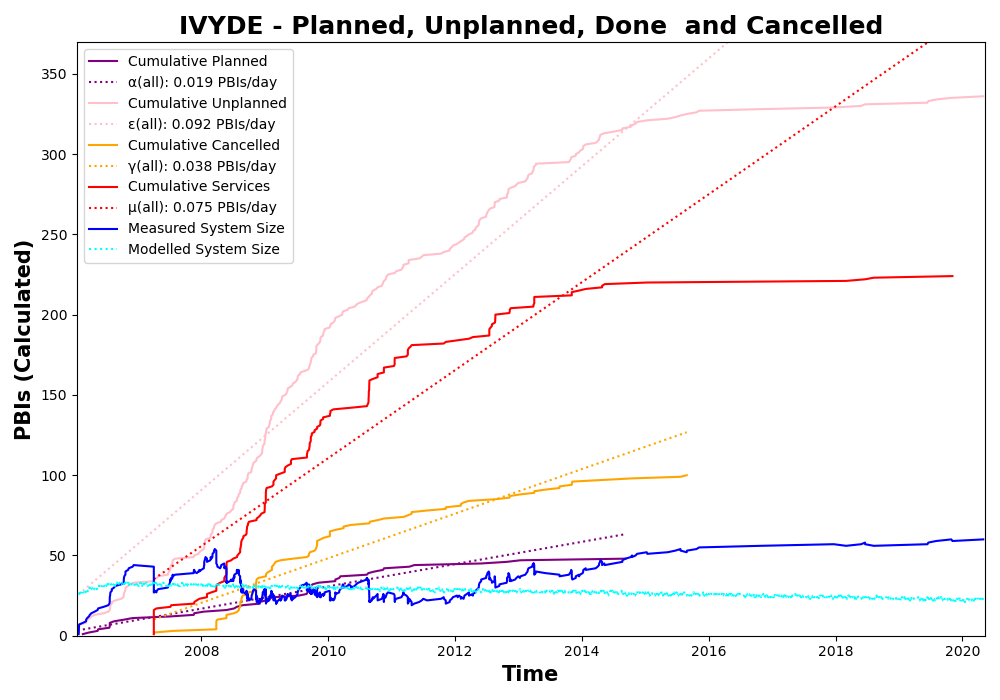 IVYDE - Planned, Unplanned, Done  and Cancelled
Cumulative Planned
α(all): 0.019 PBIs/day
Cumulative Unplanned
ε(all): 0.092 PBIs/day
Cumulative Cancelled
γ(all): 0.038 PBIs/day
Cumulative Services
μ(all): 0.075 PBIs/day
Measured System Size
Modelled System Size
PBIs (Calculated)
350
300
250
200
150
100
50
0
2008 2010 2012 2014 2016 2018 2020
Time